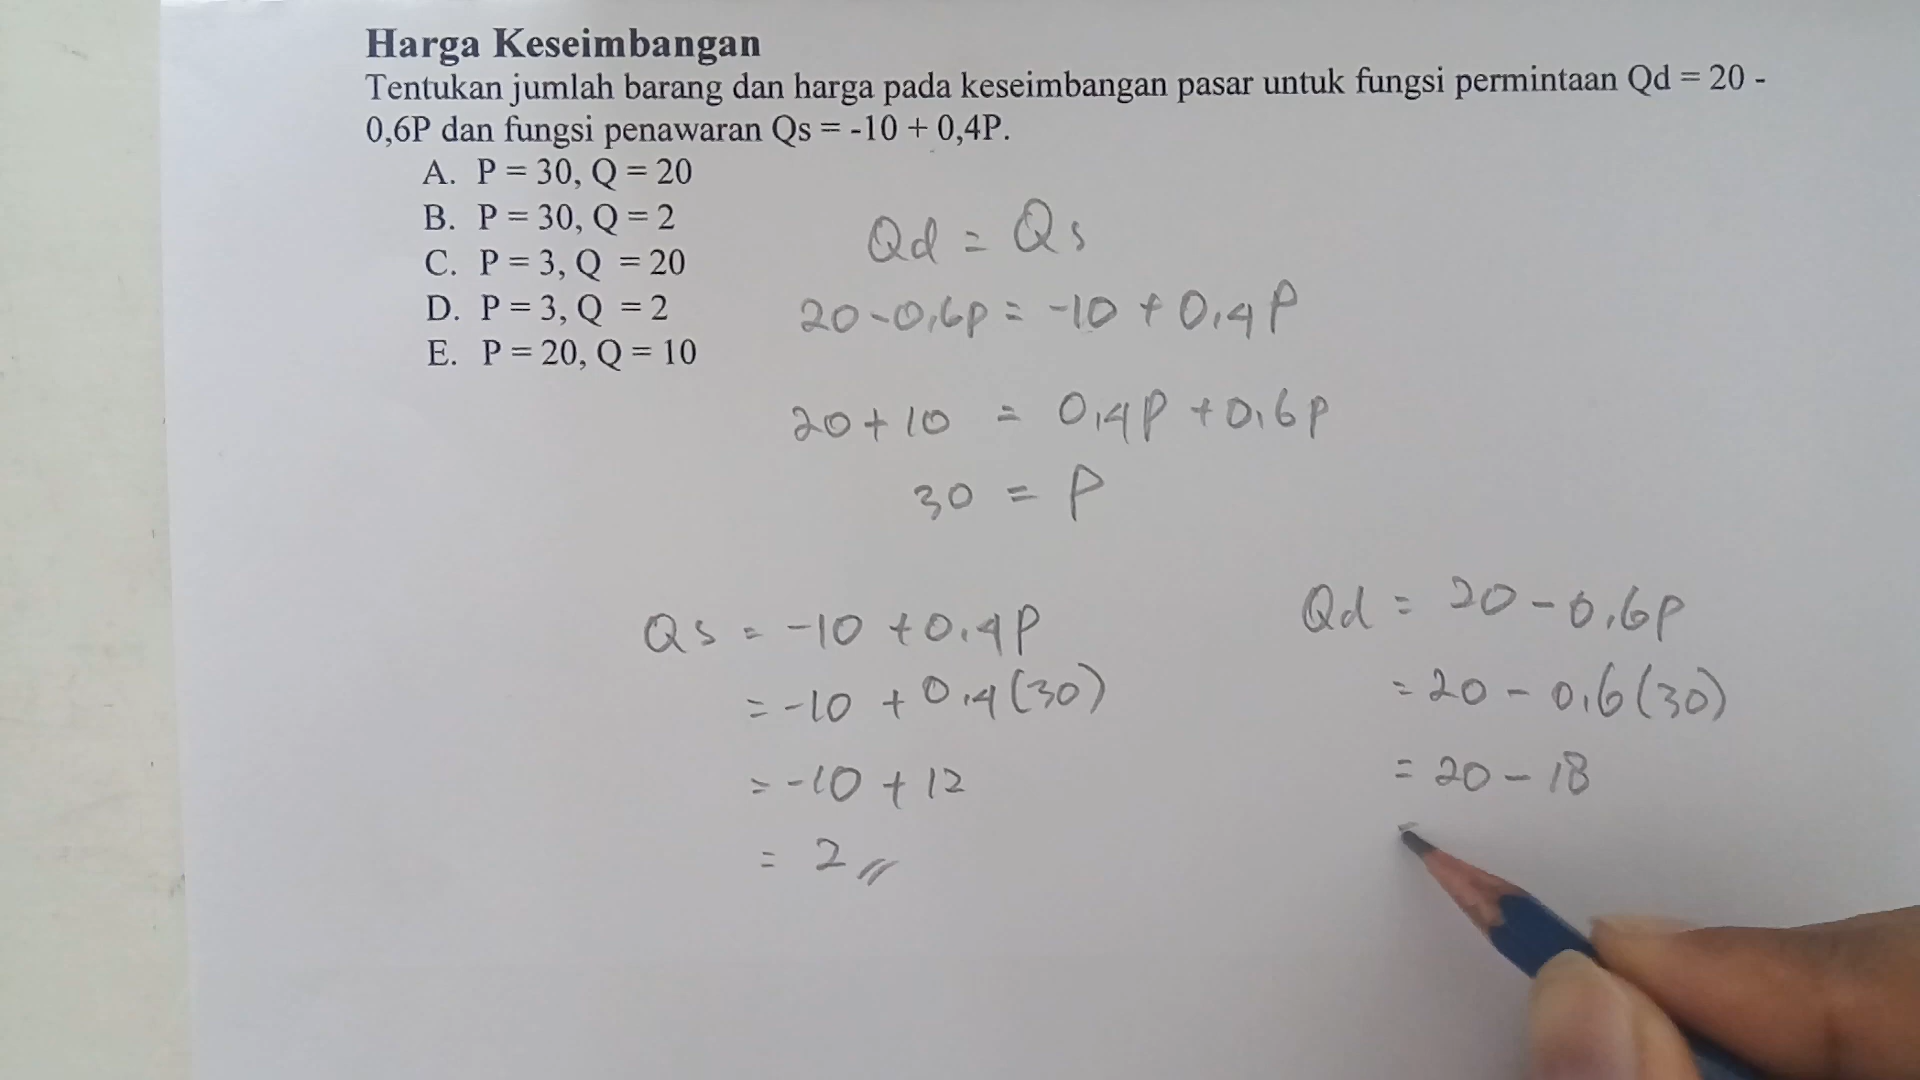 Harga Keseimbangan
Tentukan jumlah barang dan harga pada keseimbangan pasar untuk fungsi permintaan Qd = 20 -
0,6P dan fungsi penawaran Qs = -10 + 0,4P.
A. P = 30, Q = 20
B. P = 30, Q = 2
C. P = 3, Q = 20
D. P = 3, Q = 2
E. P = 20, Q = 10
Qd = Qs
20-0,6P = -10 + 0,4P
20+10 = 0,4P + 0,6P
30 = P
Qs = -10 + 0,4P
= -10 + 0,4(30)
= -10 + 12
= 2 //
Qd = 20 - 0,6P
= 20 - 0,6(30)
= 20 - 18
=